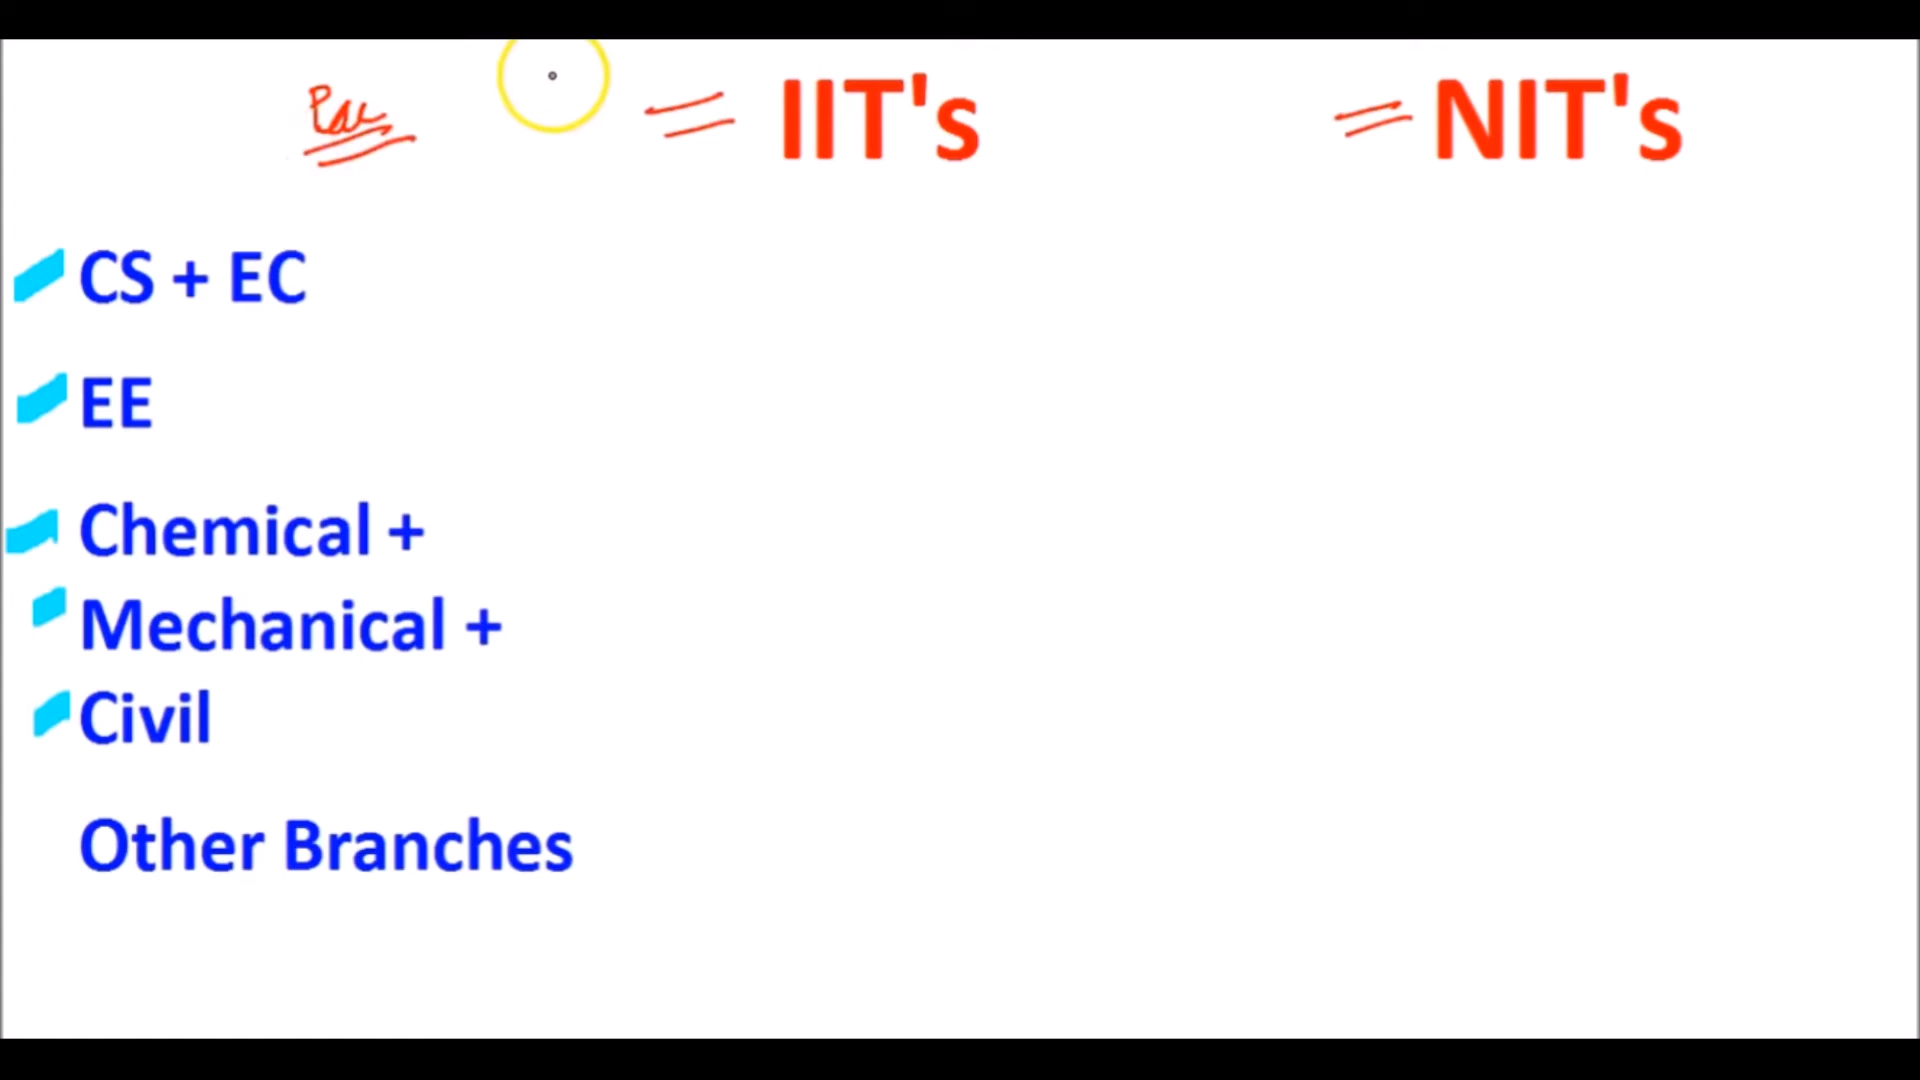 = IIT's = NIT's
CS + EC
EE
Chemical +
Mechanical +
Civil
Other Branches